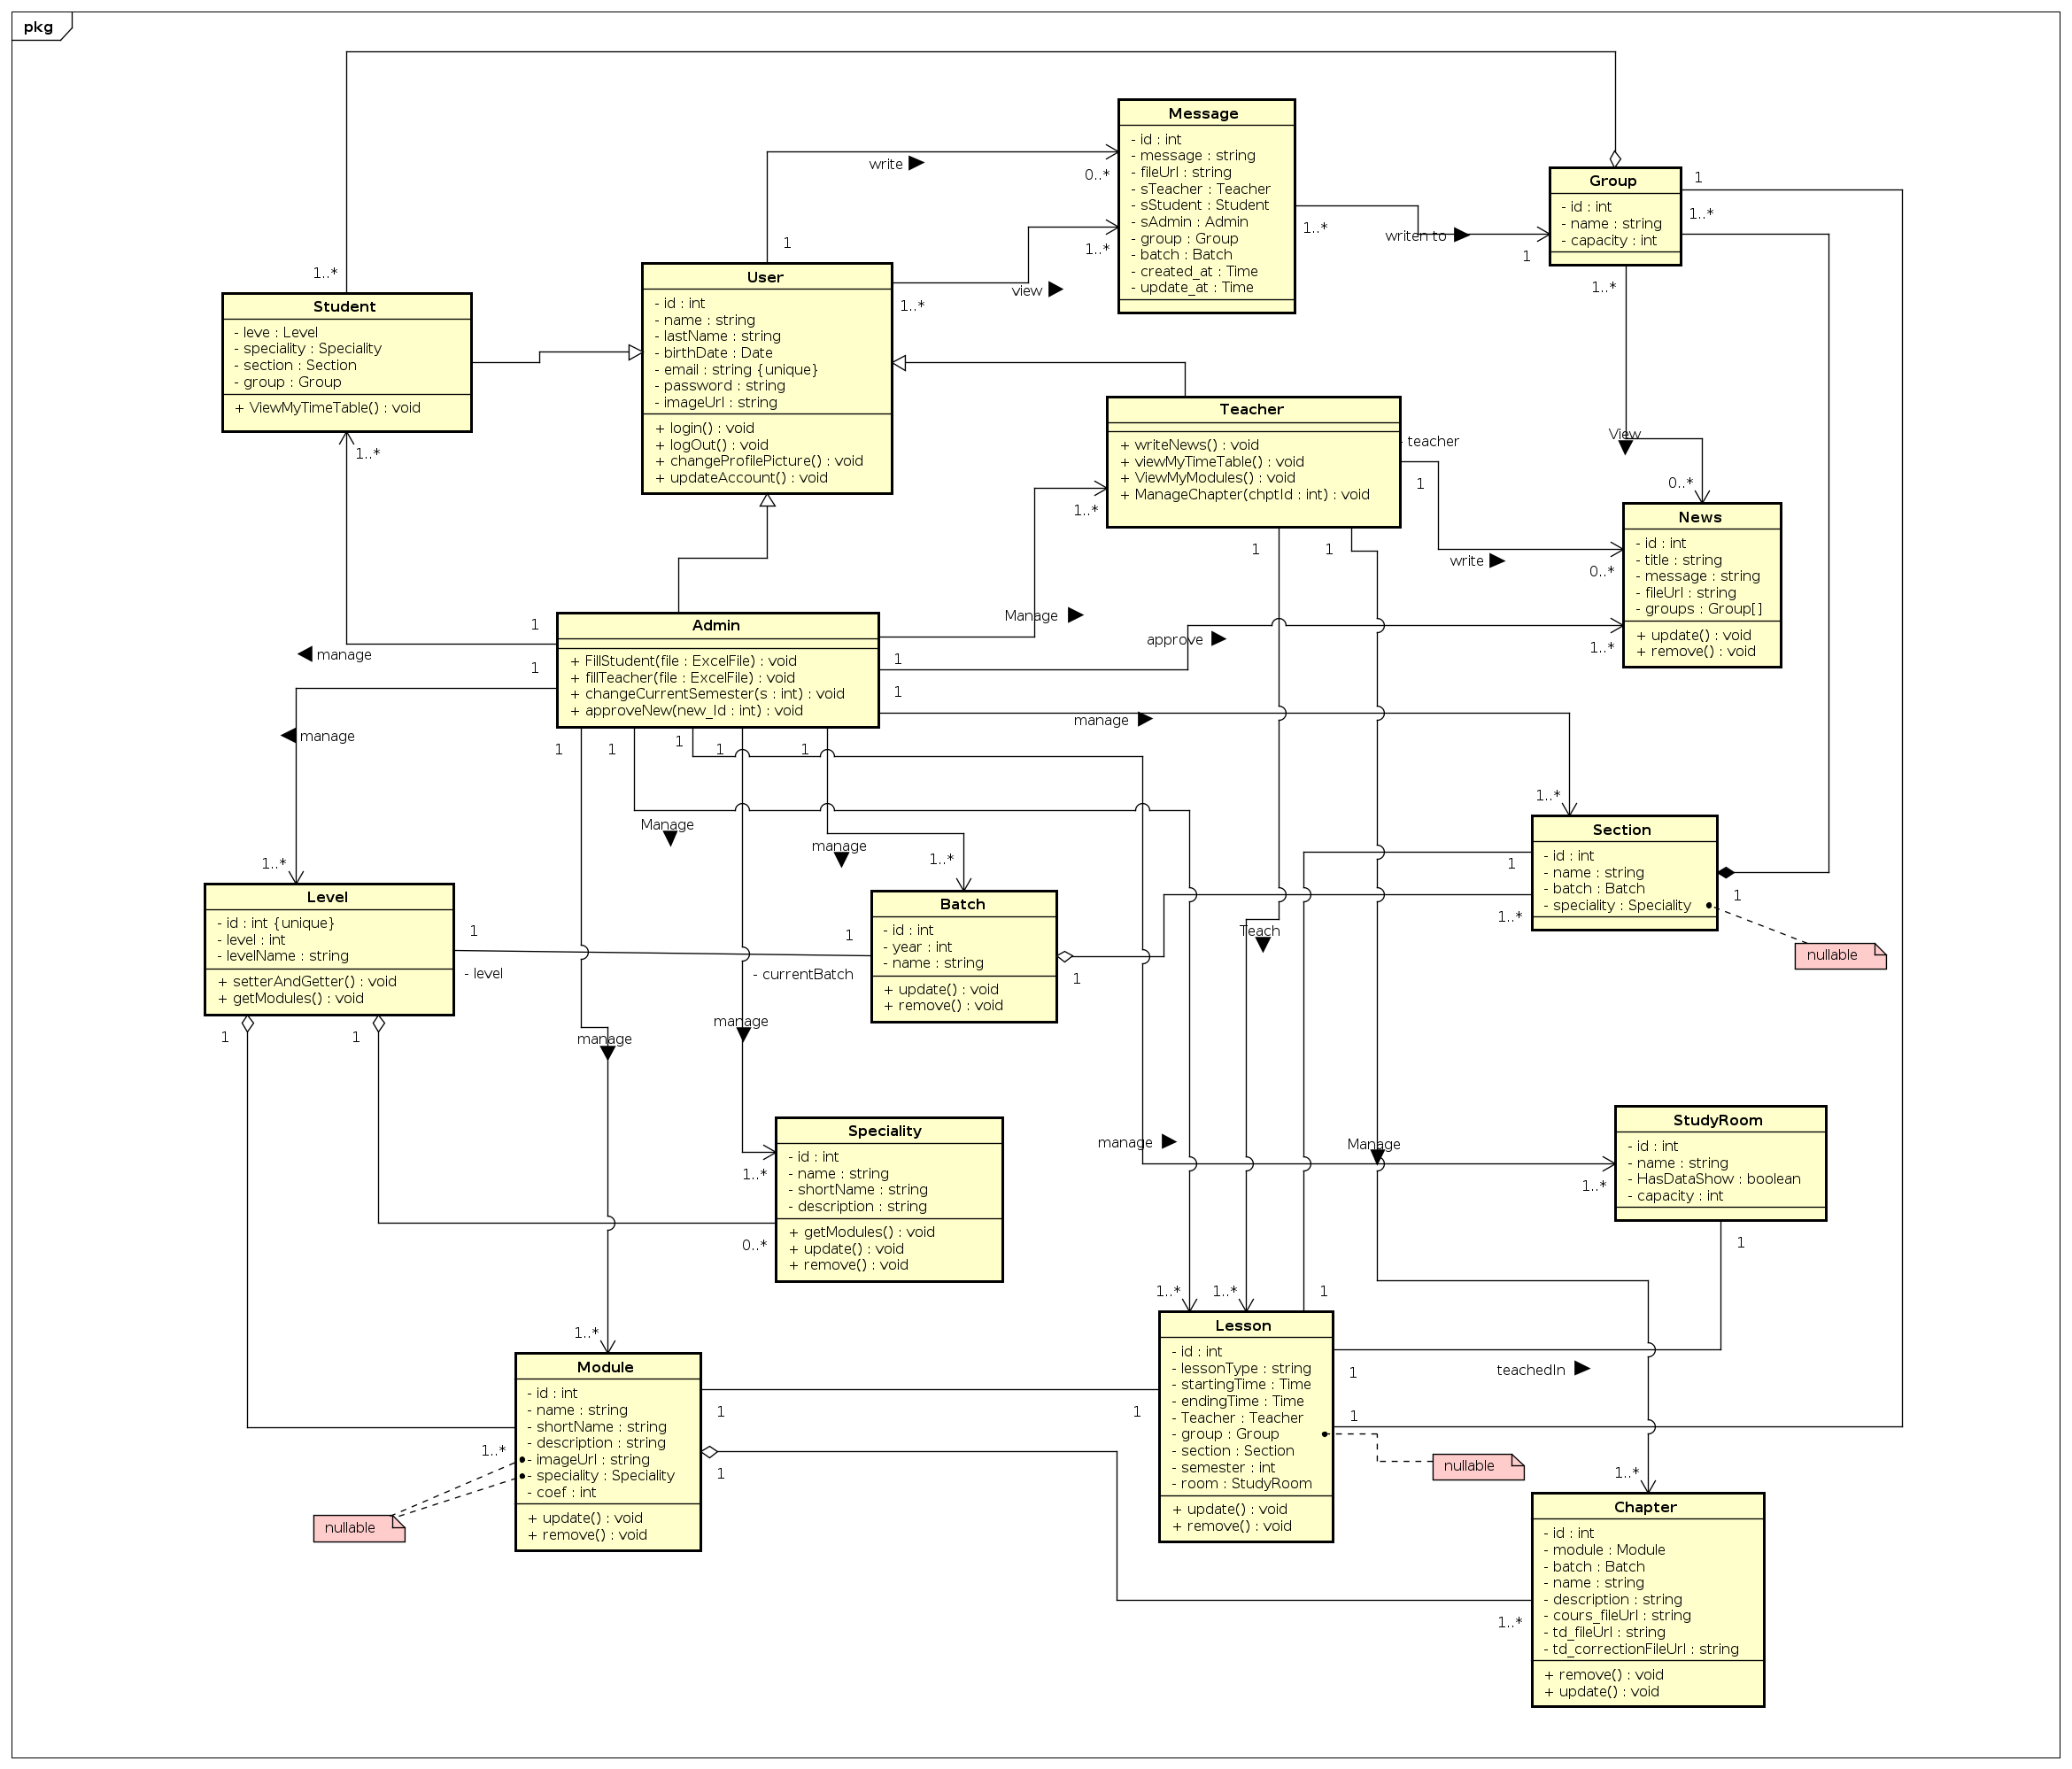 pkg
Message
- id : int
- message : string
- fileUrl : string
- sTeacher : Teacher
- sStudent : Student
- sAdmin : Admin
- group : Group
- batch : Batch
- created_at : Time
- update_at : Time
write
0..*
1
1..*
view
1..*
1..*
writen to
1
Group
- id : int
- name : string
- capacity : int
1
1..*
1..*
View
0..*
1..*
Student
- leve : Level
- speciality : Speciality
- section : Section
- group : Group
+ ViewMyTimeTable() : void
1..*
User
- id : int
- name : string
- lastName : string
- birthDate : Date
- email : string {unique}
- password : string
- imageUrl : string
+ login() : void
+ logOut() : void
+ changeProfilePicture() : void
+ updateAccount() : void
Teacher
+ writeNews() : void
+ viewMyTimeTable() : void
+ ViewMyModules() : void
+ ManageChapter(chptId : int) : void
- teacher
1
1..*
1
1
write
0..*
News
- id : int
- title : string
- message : string
- fileUrl : string
- groups : Group[]
+ update() : void
+ remove() : void
1..*
Admin
+ FillStudent(file : ExcelFile) : void
+ fillTeacher(file : ExcelFile) : void
+ changeCurrentSemester(s : int) : void
+ approveNew(new_Id : int) : void
1
manage
1
manage
Manage
approve
1
1
manage
1
1
1
1
1
Manage
manage
1..*
1..*
1..*
Section
- id : int
- name : string
- batch : Batch
- speciality : Speciality
1
1
1..*
nullable
Level
- id : int {unique}
- level : int
- levelName : string
+ setterAndGetter() : void
+ getModules() : void
1
- level
1
- currentBatch
Batch
- id : int
- year : int
- name : string
+ update() : void
+ remove() : void
1
Teach
1
1
manage
manage
Speciality
- id : int
- name : string
- shortName : string
- description : string
+ getModules() : void
+ update() : void
+ remove() : void
1..*
0..*
manage
Manage
StudyRoom
- id : int
- name : string
- HasDataShow : boolean
- capacity : int
1..*
1
1..*
1..*
1
Lesson
- id : int
- lessonType : string
- startingTime : Time
- endingTime : Time
- Teacher : Teacher
- group : Group
- section : Section
- semester : int
- room : StudyRoom
+ update() : void
+ remove() : void
1
teachedIn
1
nullable
1..*
Module
- id : int
- name : string
- shortName : string
- description : string
- imageUrl : string
- speciality : Speciality
- coef : int
+ update() : void
+ remove() : void
1..*
1
1
1
nullable
1..*
1..*
Chapter
- id : int
- module : Module
- batch : Batch
- name : string
- description : string
- cours_fileUrl : string
- td_fileUrl : string
- td_correctionFileUrl : string
+ remove() : void
+ update() : void